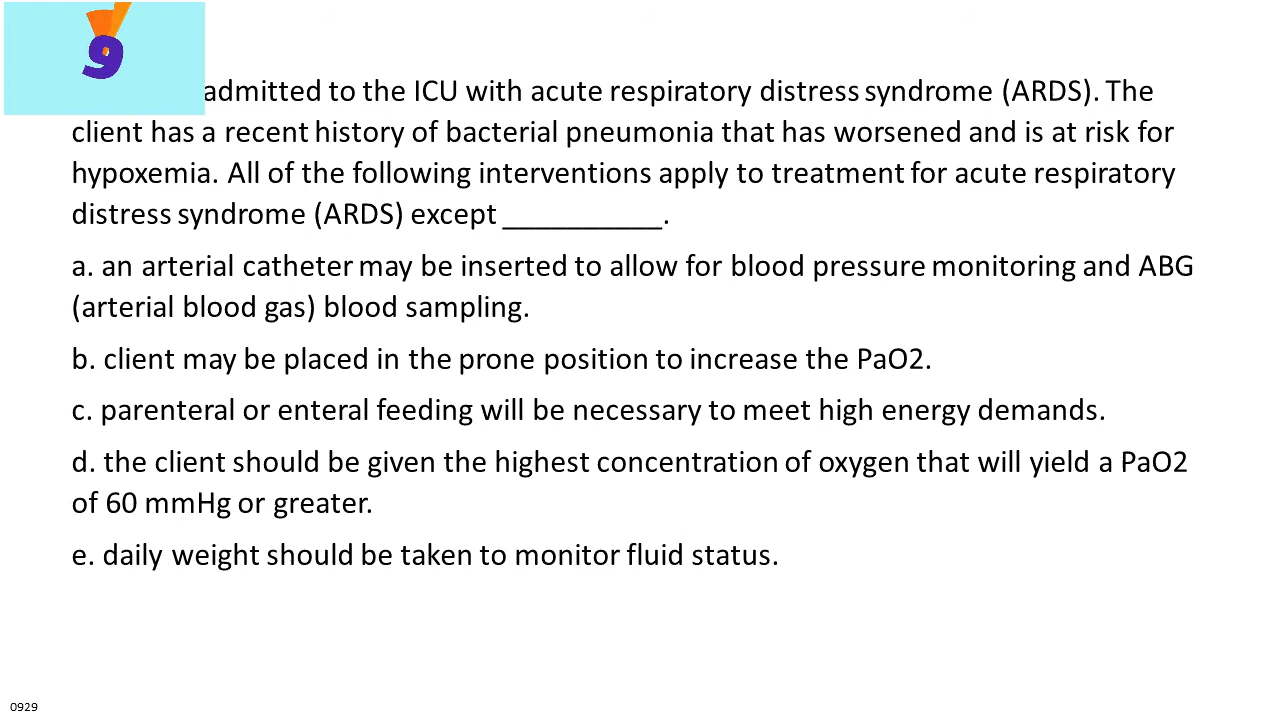 9
admitted to the ICU with acute respiratory distress syndrome (ARDS). The
client has a recent history of bacterial pneumonia that has worsened and is at risk for
hypoxemia. All of the following interventions apply to treatment for acute respiratory
distress syndrome (ARDS) except __________.
a. an arterial catheter may be inserted to allow for blood pressure monitoring and ABG
(arterial blood gas) blood sampling.
b. client may be placed in the prone position to increase the PaO2.
c. parenteral or enteral feeding will be necessary to meet high energy demands.
d. the client should be given the highest concentration of oxygen that will yield a PaO2
of 60 mmHg or greater.
e. daily weight should be taken to monitor fluid status.
0929